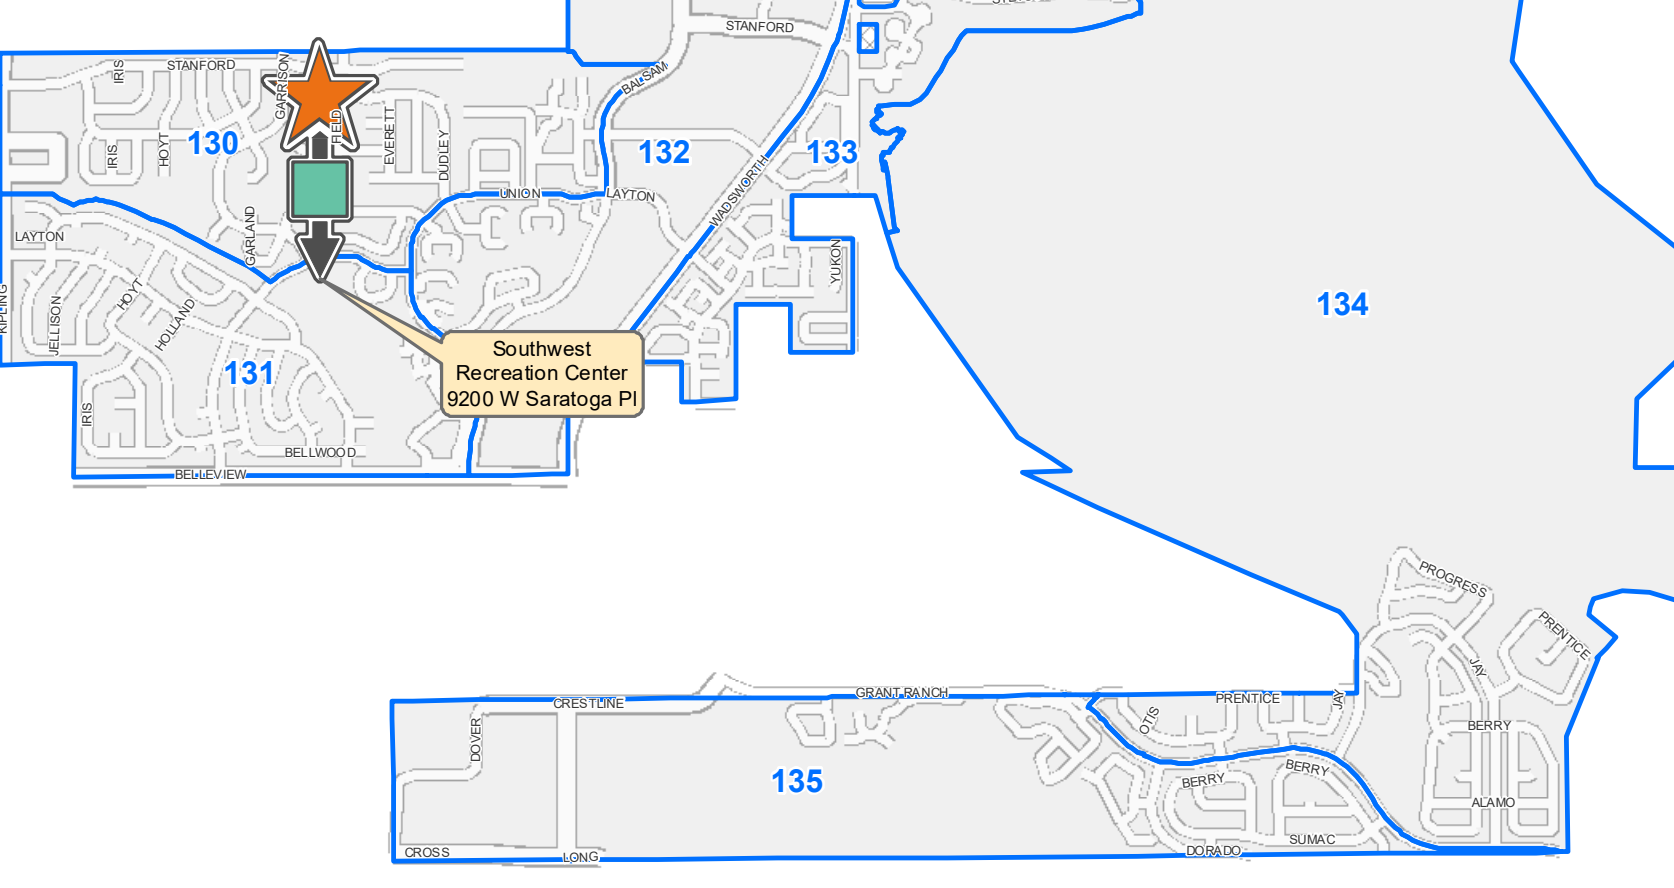 STANFORD
STANFORD
IRIS
GARRISON
BALSAM
FIELD
EVERETT
DUDLEY
130
132
133
IRIS
HOYT
WADSWORTH
UNION
LAYTON
LAYTON
GARLAND
YUKON
134
KIPLING
JELLISON
HOYT
HOLLAND
Southwest
Recreation Center
9200 W Saratoga Pl
131
IRIS
BELLWOOD
BELLEVIEW
PROGRESS
PRENTICE
JAY
GRANT RANCH
CRESTLINE
PRENTICE
JAY
OTIS
DOVER
BERRY
135
BERRY
BERRY
ALAMO
SUMAC
DORADO
CROSS
LONG